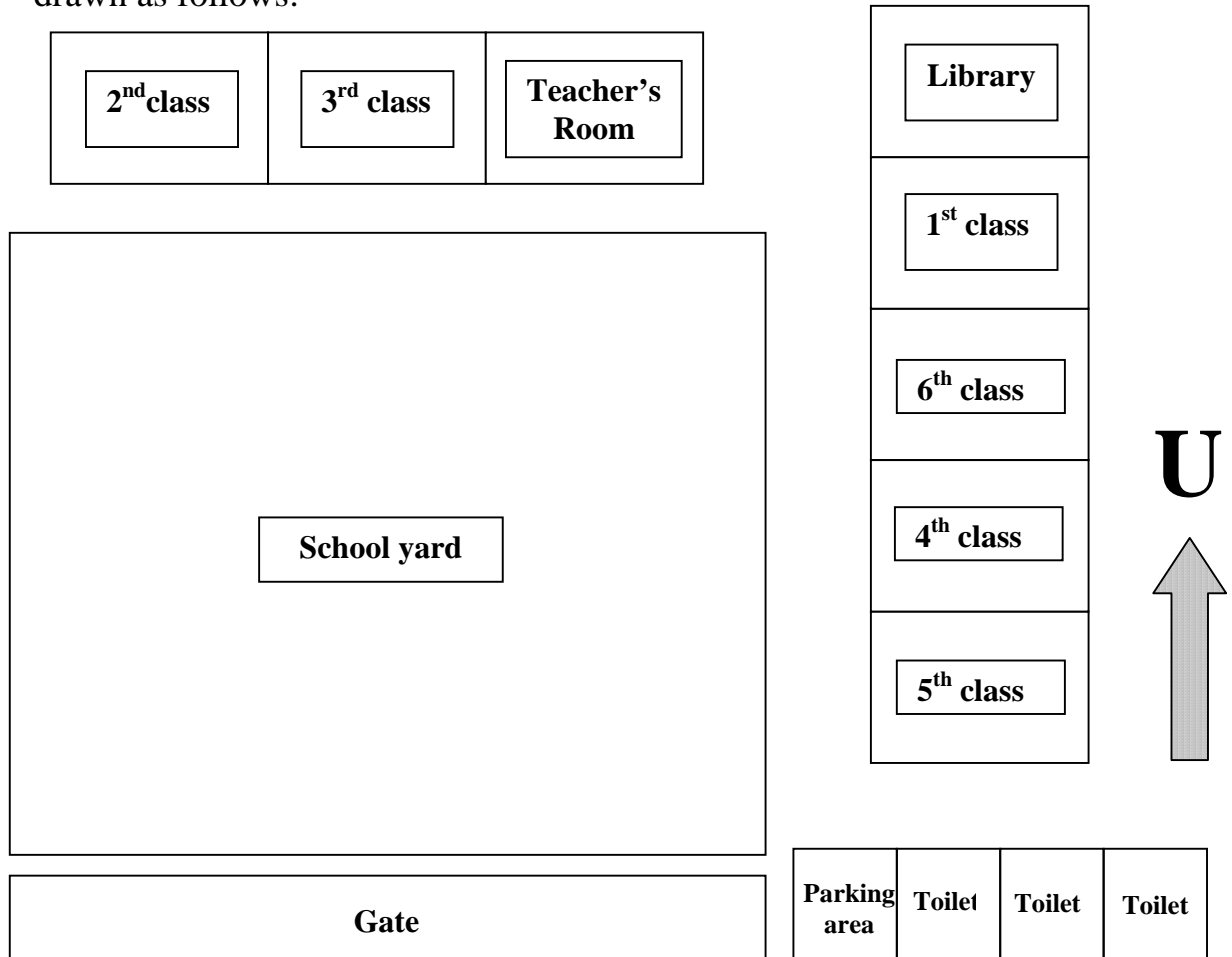 drawn as follows:
2nd class
3rd class
Teacher's
Room
Library
1st class
6th class
4th class
5th class
U
School yard
Gate
Parking
area
Toilet
Toilet
Toilet